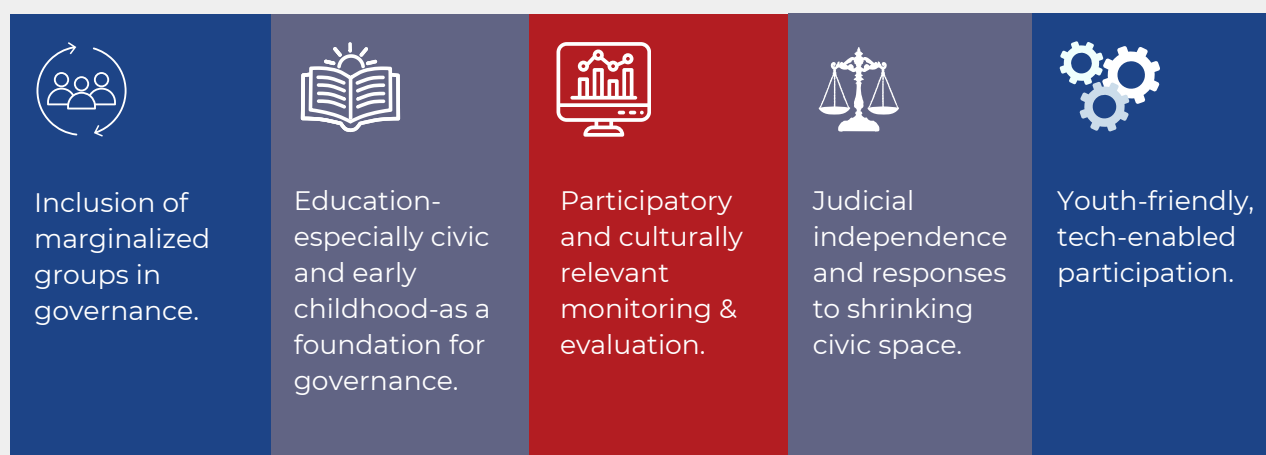 Inclusion of
marginalized
groups in
governance.
Education-
especially civic
and early
childhood-as a
foundation for
governance.
Participatory
and culturally
relevant
monitoring &
evaluation.
Judicial
independence
and responses
to shrinking
civic space.
Youth-friendly,
tech-enabled
participation.